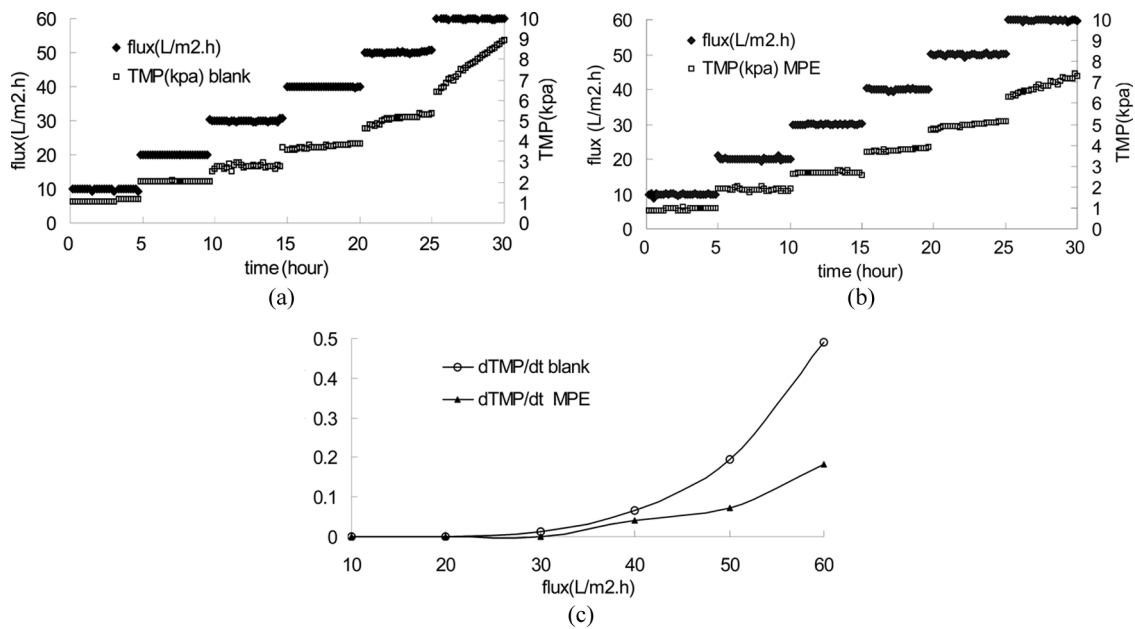 60 50 40 30 20 10 0
flux(L/m2.h)
flux(L/m2.h)
TMP(kpa) blank
10 9 8 7 6 5 4 3 2 1 0
TMP(kpa)
0 5 10 15 20 25 30
time (hour)
(a)
60 50 40 30 20 10 0
flux (L/m2.h)
flux(L/m2.h)
TMP(kpa) MPE
10 9 8 7 6 5 4 3 2 1 0
TMP(kpa)
0 5 10 15 20 25 30
time (hour)
(b)
0.5 0.4 0.3 0.2 0.1 0
dTMP/dt blank
dTMP/dt MPE
10 20 30 40 50 60
flux(L/m2.h)
(c)